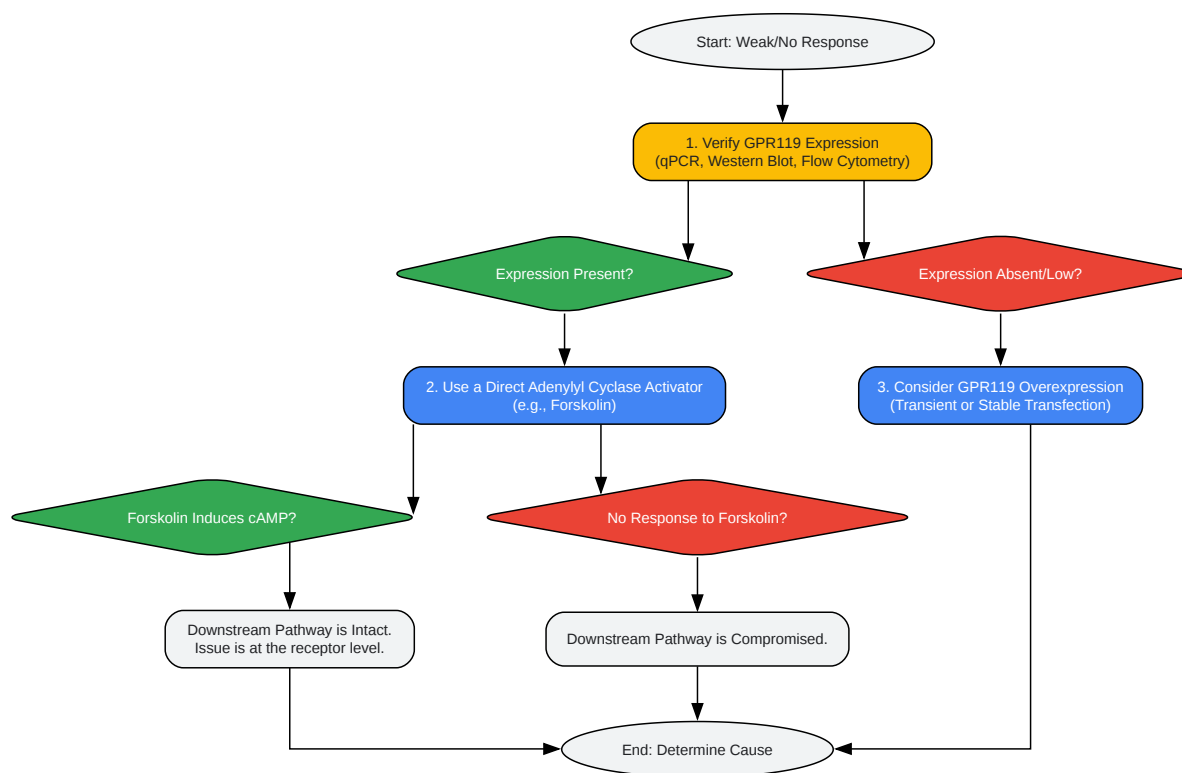 Start: Weak/No Response
1. Verify GPR119 Expression
(qPCR, Western Blot, Flow Cytometry)
Expression Present?
Expression Absent/Low?
2. Use a Direct Adenylyl Cyclase Activator
(e.g., Forskolin)
3. Consider GPR119 Overexpression
(Transient or Stable Transfection)
Forskolin Induces cAMP?
No Response to Forskolin?
Downstream Pathway is Intact.
Issue is at the receptor level.
Downstream Pathway is Compromised.
End: Determine Cause